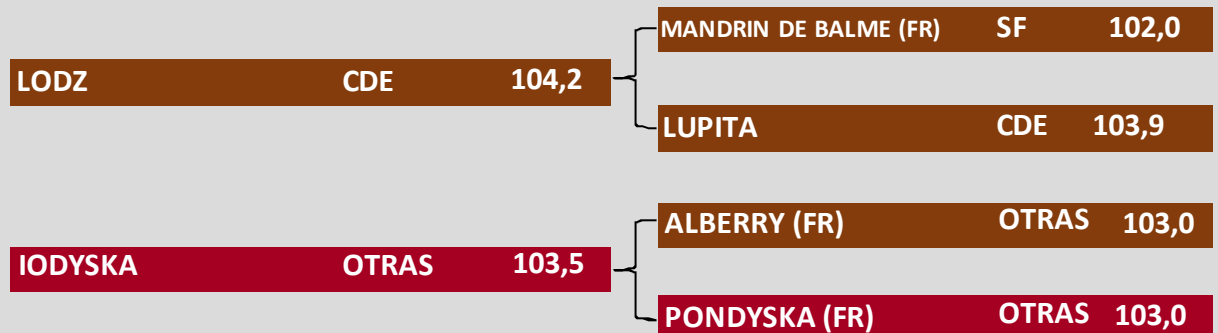 MANDRIN DE BALME (FR) SF 102,0
LODZ CDE 104,2
LUPITA CDE 103,9
ALBERRY (FR) OTRAS 103,0
IODYSKA OTRAS 103,5
PONDYSKA (FR) OTRAS 103,0